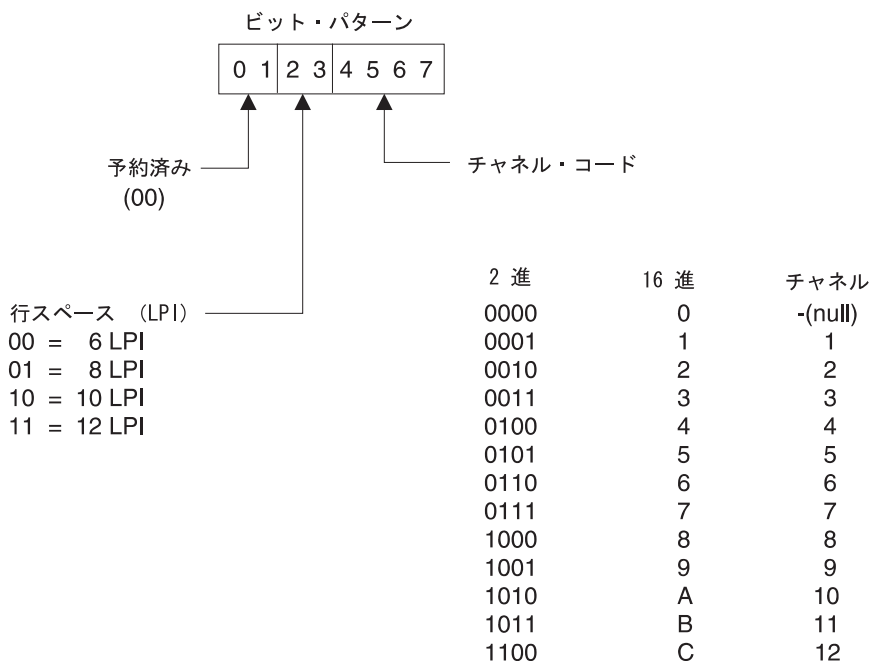 ビット・パターン
0 1 2 3 4 5 6 7
予約済み
(00)
チャネル・コード
行スペース (LPI)
00 = 6 LPI
01 = 8 LPI
10 = 10 LPI
11 = 12 LPI
2 進 16 進 チャネル
0000 0 -(null)
0001 1 1
0010 2 2
0011 3 3
0100 4 4
0101 5 5
0110 6 6
0111 7 7
1000 8 8
1001 9 9
1010 A 10
1011 B 11
1100 C 12